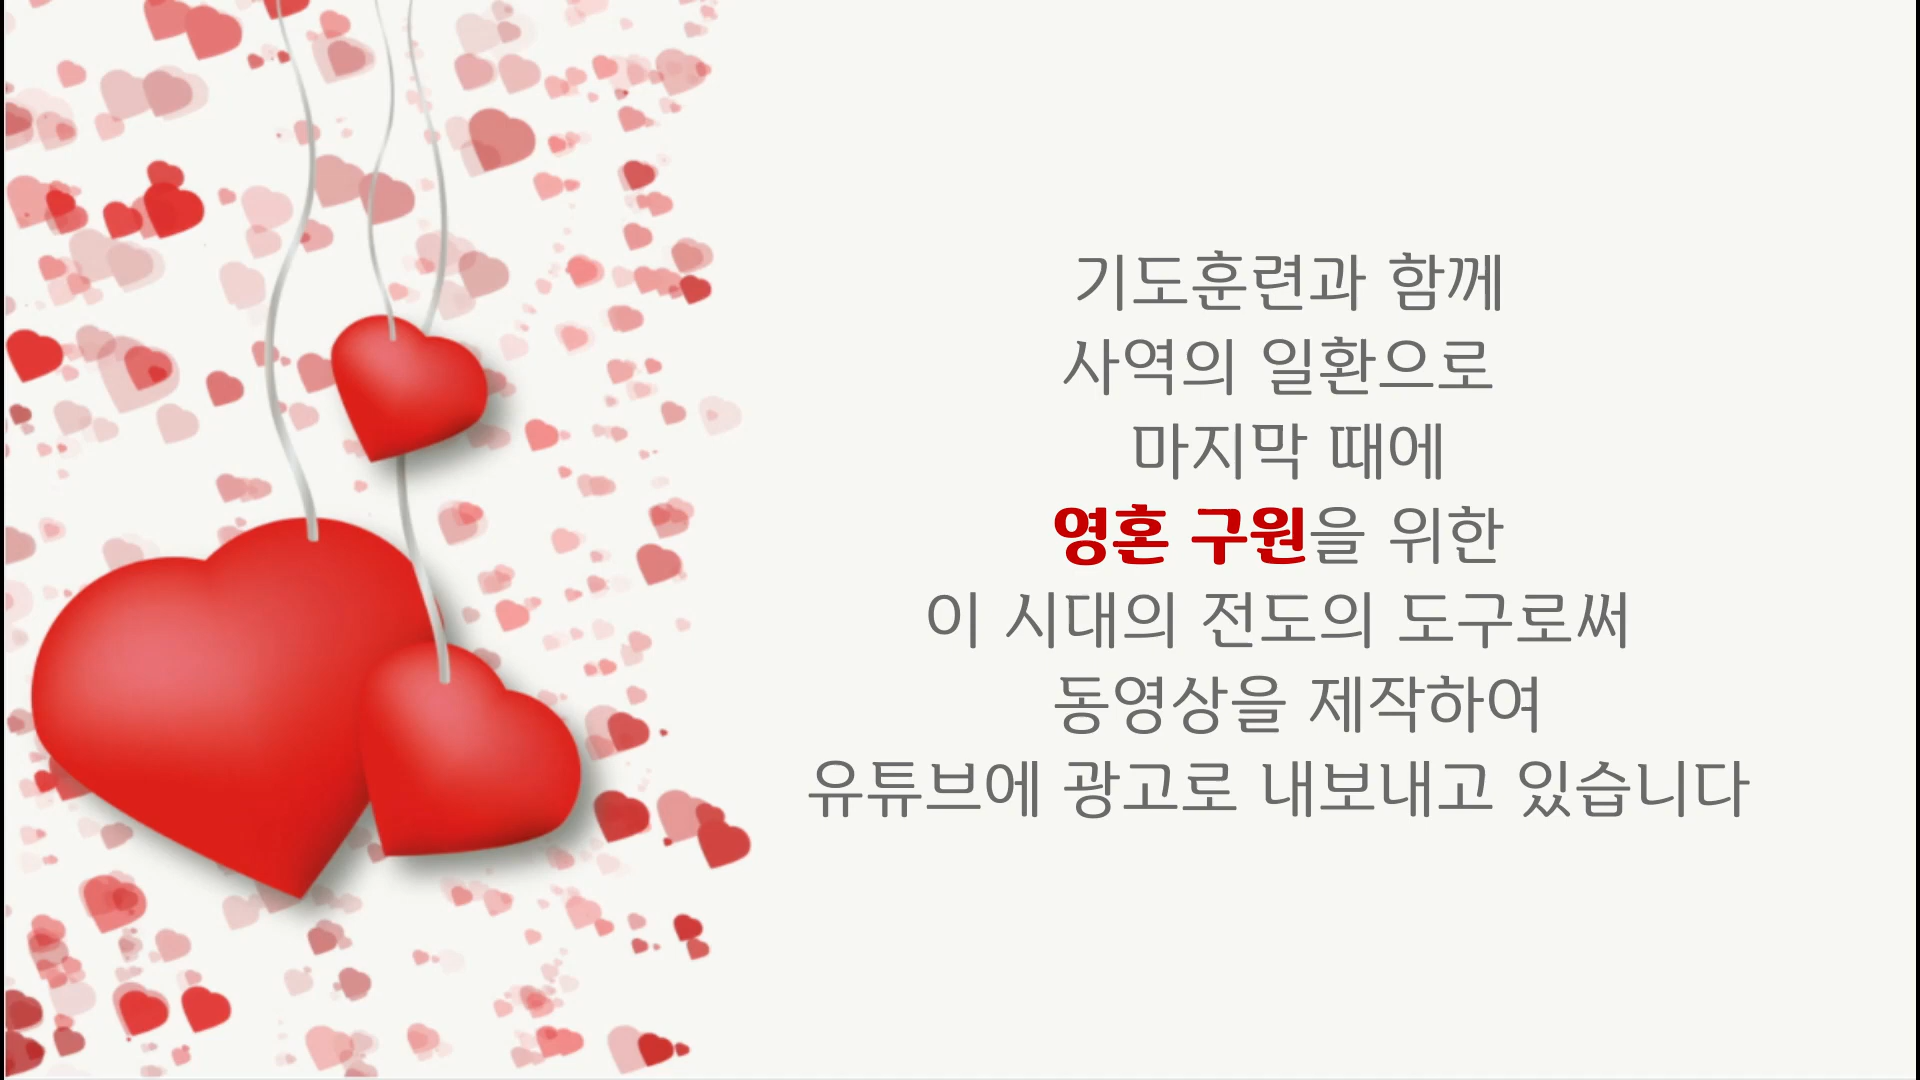 기도훈련과 함께
사역의 일환으로
마지막 때에
영혼 구원을 위한
이 시대의 전도의 도구로써
동영상을 제작하여
유튜브에 광고로 내보내고 있습니다